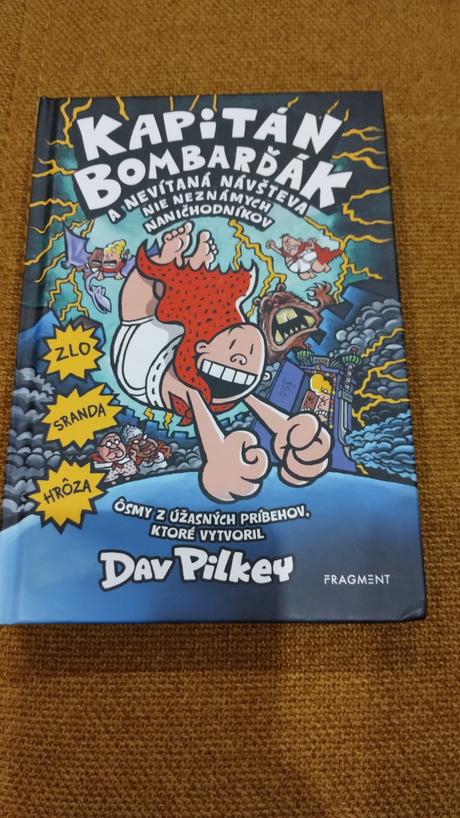 KAPiTÁN
BOMBARĎÁK
A NEVÍTANÁ NÁVŠTEVA
NIE NEZNÁMYCH
NANIČHODNÍKOV
ZLO
SRANDA
HRÔZA
ÔSMY Z ÚŽASNÝCH PRÍBEHOV,
KTORÉ VYTVORIL
DAV PiLKEY
FRAGMENT